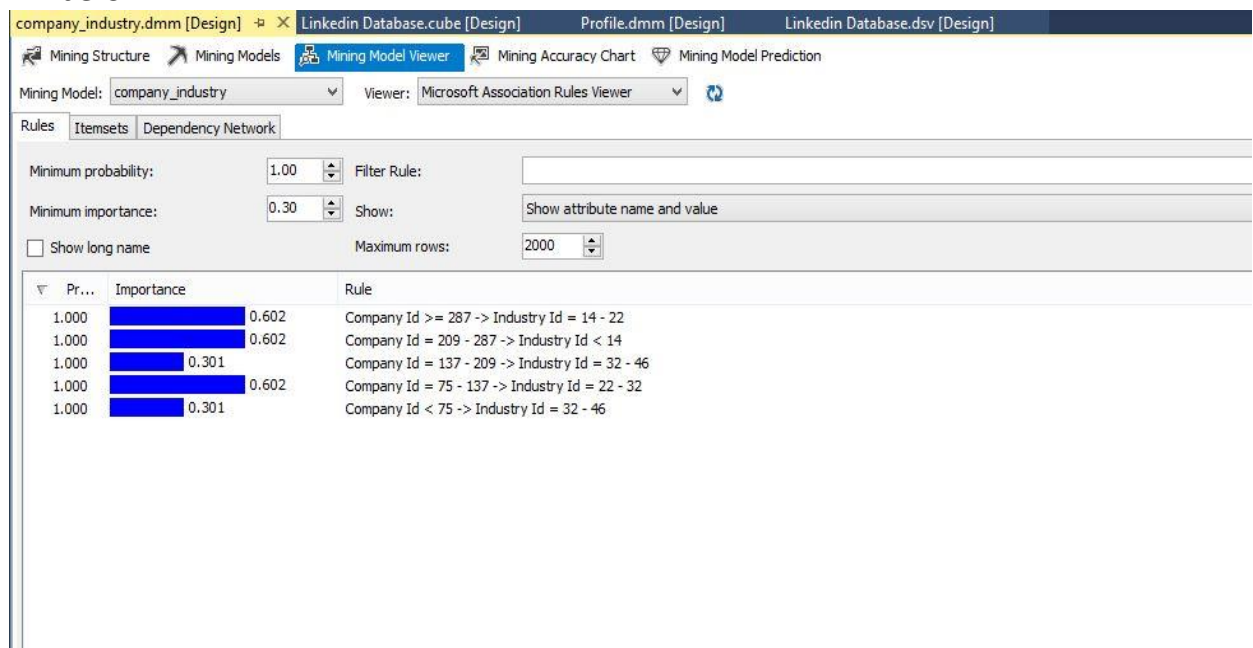 company_industry.dmm [Design] Linkedin Database.cube [Design] Profile.dmm [Design] Linkedin Database.dsv [Design]
Mining Structure Mining Models Mining Model Viewer Mining Accuracy Chart Mining Model Prediction
Mining Model: company_industry Viewer: Microsoft Association Rules Viewer
Rules Itemsets Dependency Network
Minimum probability: 1.00 Filter Rule:
Minimum importance: 0.30 Show: Show attribute name and value
Show long name Maximum rows: 2000
Pr... Importance Rule
1.000 0.602 Company Id >= 287 -> Industry Id = 14 - 22
1.000 0.602 Company Id = 209 - 287 -> Industry Id < 14
1.000 0.301 Company Id = 137 - 209 -> Industry Id = 32 - 46
1.000 0.602 Company Id = 75 - 137 -> Industry Id = 22 - 32
1.000 0.301 Company Id < 75 -> Industry Id = 32 - 46